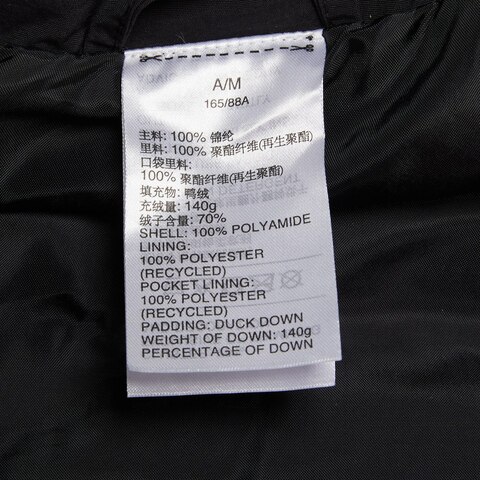 A/M
165/88A
主料: 100% 锦纶
里料: 100% 聚酯纤维(再生聚酯)
口袋里料:
100% 聚酯纤维(再生聚酯)
填充物: 鸭绒
充绒量: 140g
绒子含量: 70%
SHELL: 100% POLYAMIDE
LINING:
100% POLYESTER
(RECYCLED)
POCKET LINING:
100% POLYESTER
(RECYCLED)
PADDING: DUCK DOWN
WEIGHT OF DOWN: 140g
PERCENTAGE OF DOWN